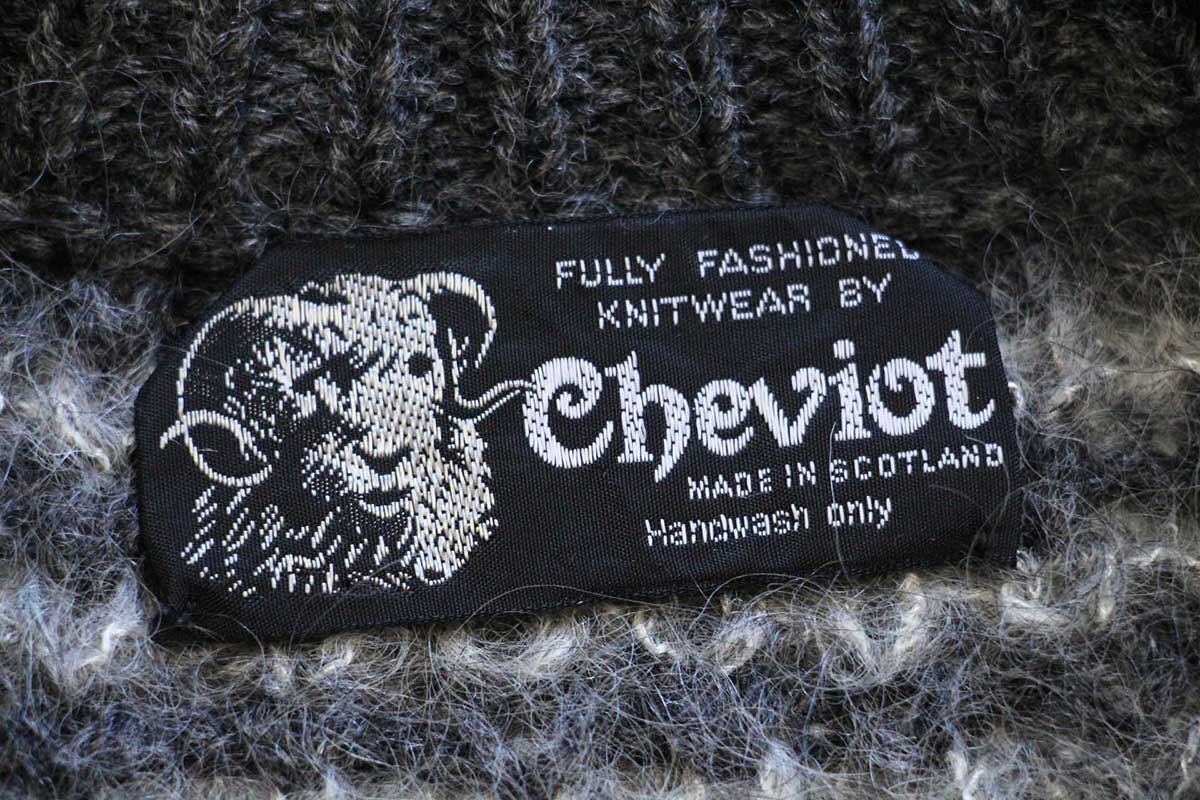 FULLY FASHIONED
KNITWEAR BY
Cheviot
MADE IN SCOTLAND
Handwash only